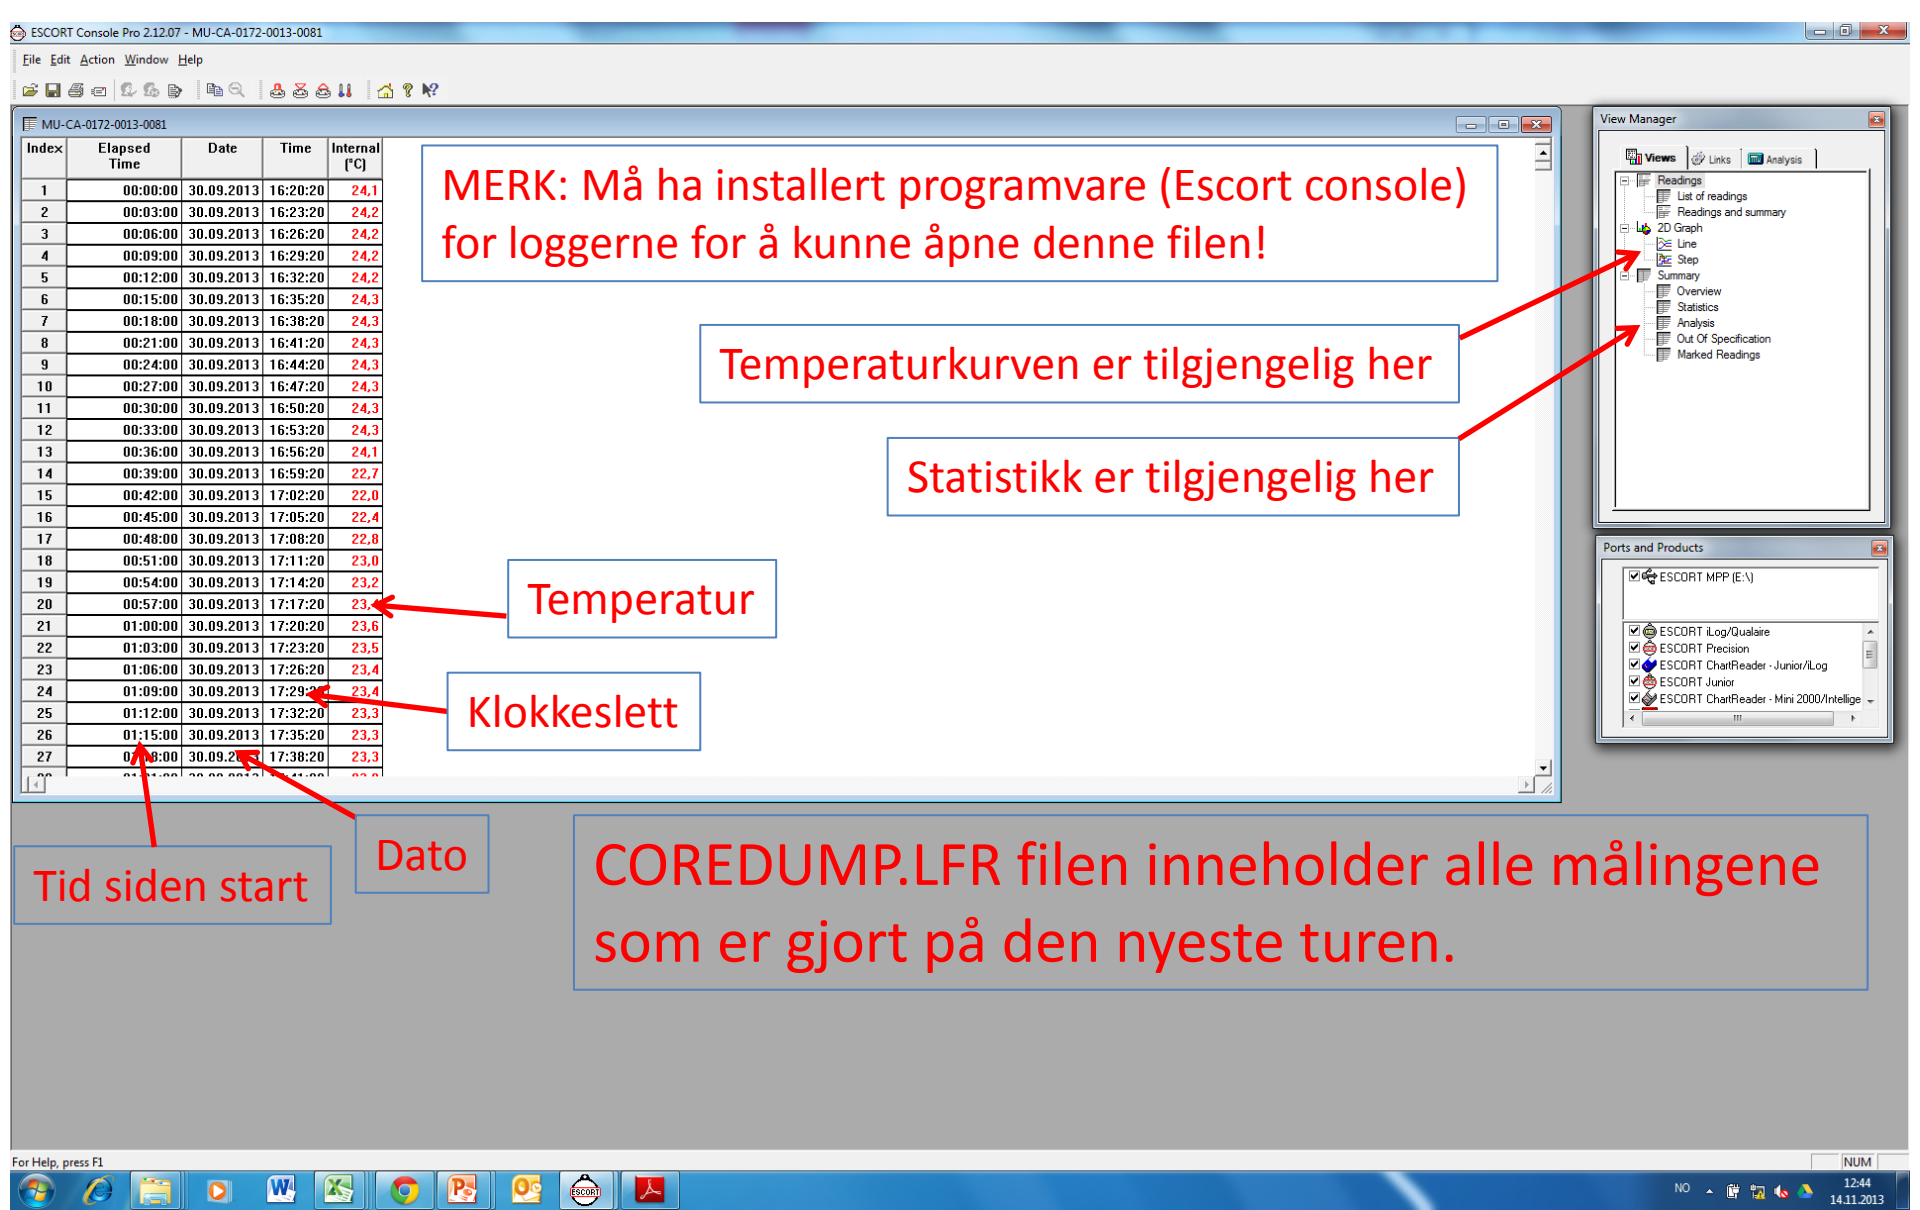 ESCORT Console Pro 2.12.07 - MU-CA-0172-0013-0081
File Edit Action Window Help
MU-CA-0172-0013-0081
Index Elapsed Time Date Time Internal (°C)
1 00:00:00 30.09.2013 16:20:20 24,1
2 00:03:00 30.09.2013 16:23:20 24,2
3 00:06:00 30.09.2013 16:26:20 24,2
4 00:09:00 30.09.2013 16:29:20 24,2
5 00:12:00 30.09.2013 16:32:20 24,2
6 00:15:00 30.09.2013 16:35:20 24,3
7 00:18:00 30.09.2013 16:38:20 24,3
8 00:21:00 30.09.2013 16:41:20 24,3
9 00:24:00 30.09.2013 16:44:20 24,3
10 00:27:00 30.09.2013 16:47:20 24,3
11 00:30:00 30.09.2013 16:50:20 24,3
12 00:33:00 30.09.2013 16:53:20 24,3
13 00:36:00 30.09.2013 16:56:20 24,1
14 00:39:00 30.09.2013 16:59:20 22,7
15 00:42:00 30.09.2013 17:02:20 22,0
16 00:45:00 30.09.2013 17:05:20 22,4
17 00:48:00 30.09.2013 17:08:20 22,8
18 00:51:00 30.09.2013 17:11:20 23,0
19 00:54:00 30.09.2013 17:14:20 23,2
20 00:57:00 30.09.2013 17:17:20
21 01:00:00 30.09.2013 17:20:20 23,6
22 01:03:00 30.09.2013 17:23:20 23,5
23 01:06:00 30.09.2013 17:26:20 23,4
24 01:09:00 30.09.2013 23,4
25 01:12:00 30.09.2013 17:32:20 23,3
26 01:15:00 30.09.2013 17:35:20 23,3
27 17:38:20 23,3
MERK: Må ha installert programvare (Escort console)
for loggerne for å kunne åpne denne filen!
Temperaturkurven er tilgjengelig her
Statistikk er tilgjengelig her
Temperatur
Klokkeslett
Dato
Tid siden start
COREDUMP.LFR filen inneholder alle målingene
som er gjort på den nyeste turen.
View Manager
Views Links Analysis
Readings
List of readings
Readings and summary
2D Graph
Line
Step
Summary
Overview
Statistics
Analysis
Out Of Specification
Marked Readings
Ports and Products
ESCORT MPP (E:\)
ESCORT iLog/Qualaire
ESCORT Precision
ESCORT ChartReader - Junior/iLog
ESCORT Junior
ESCORT ChartReader - Mini 2000/Intellige
For Help, press F1
NUM
ESCORT
NO
12:44
14.11.2013